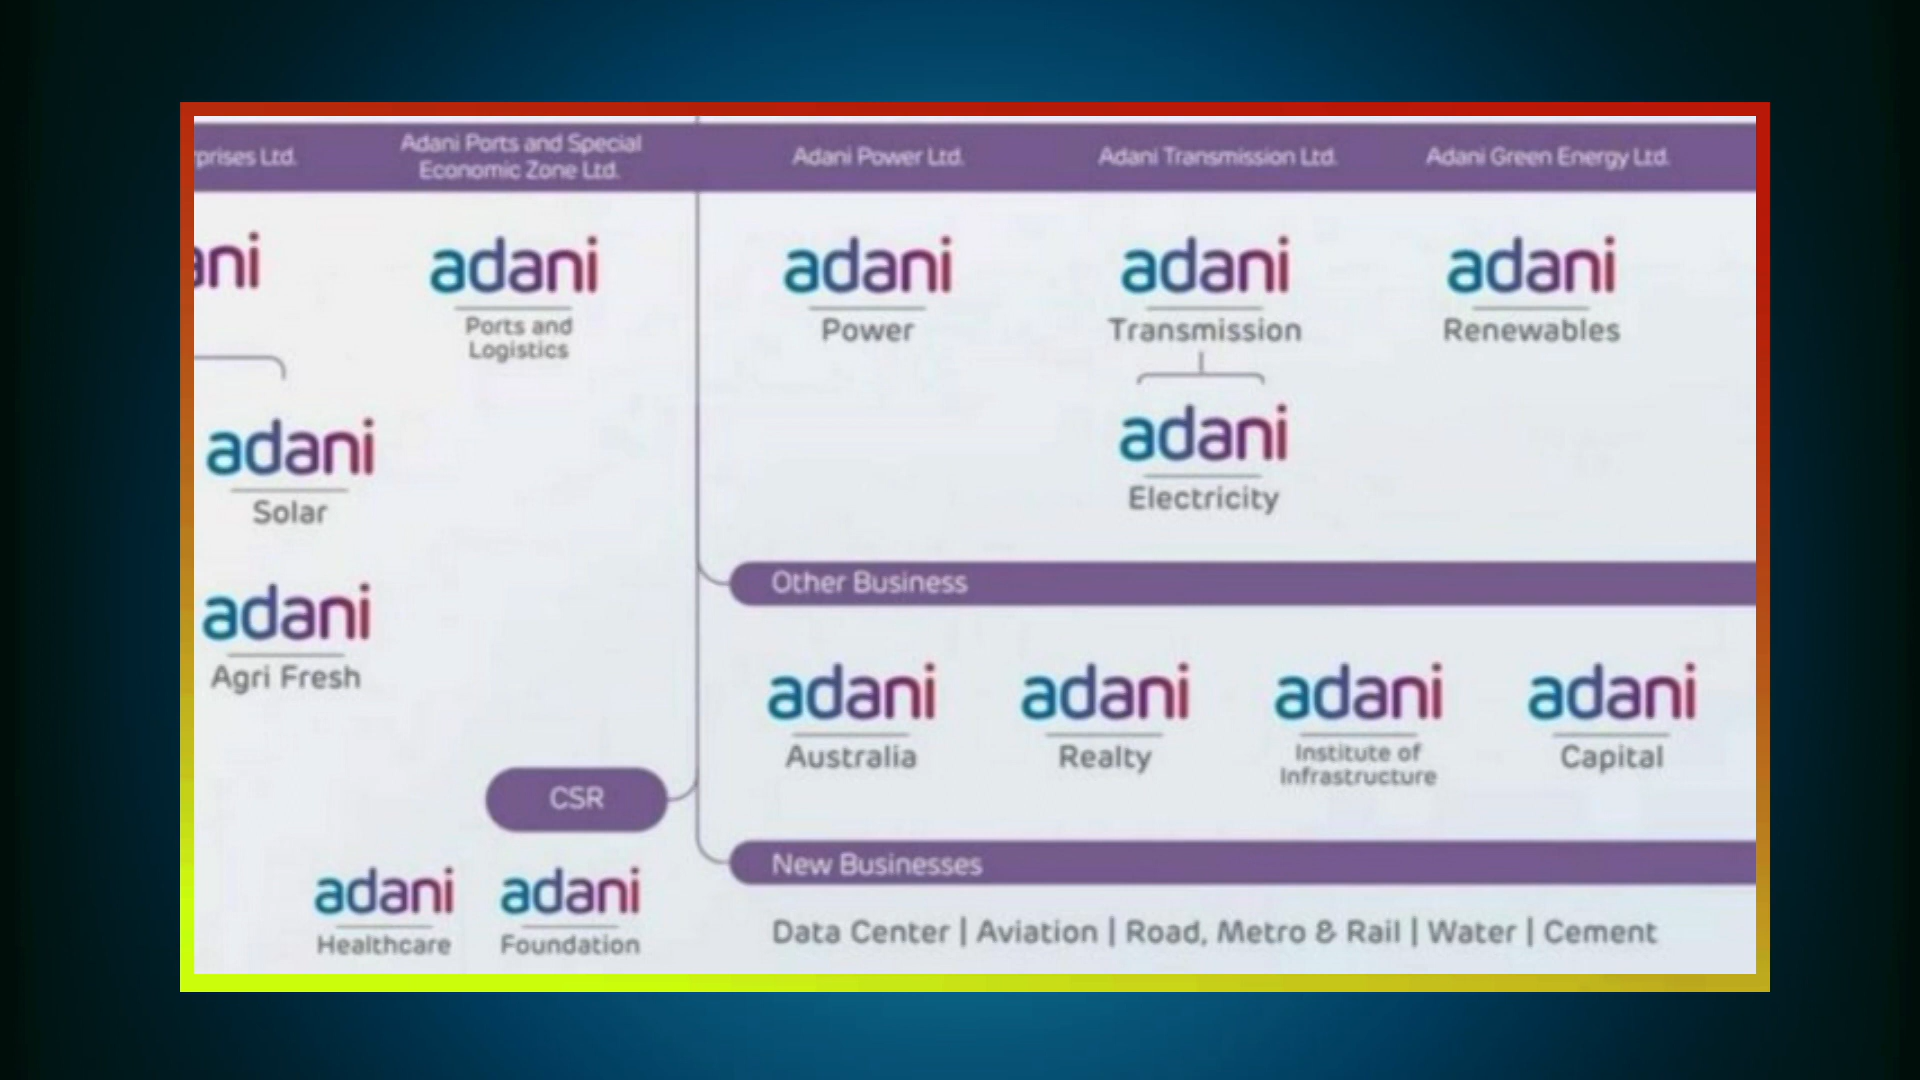 prises Ltd.
Adani Ports and Special
Economic Zone Ltd.
Adani Power Ltd.
Adani Transmission Ltd.
Adani Green Energy Ltd.
ani
adani
Ports and
Logistics
adani
Power
adani
Transmission
adani
Renewables
adani
Solar
adani
Electricity
adani
Agri Fresh
Other Business
adani
Australia
adani
Realty
adani
Institute of
Infrastructure
adani
Capital
CSR
adani
Healthcare
adani
Foundation
New Businesses
Data Center | Aviation | Road, Metro & Rail | Water | Cement